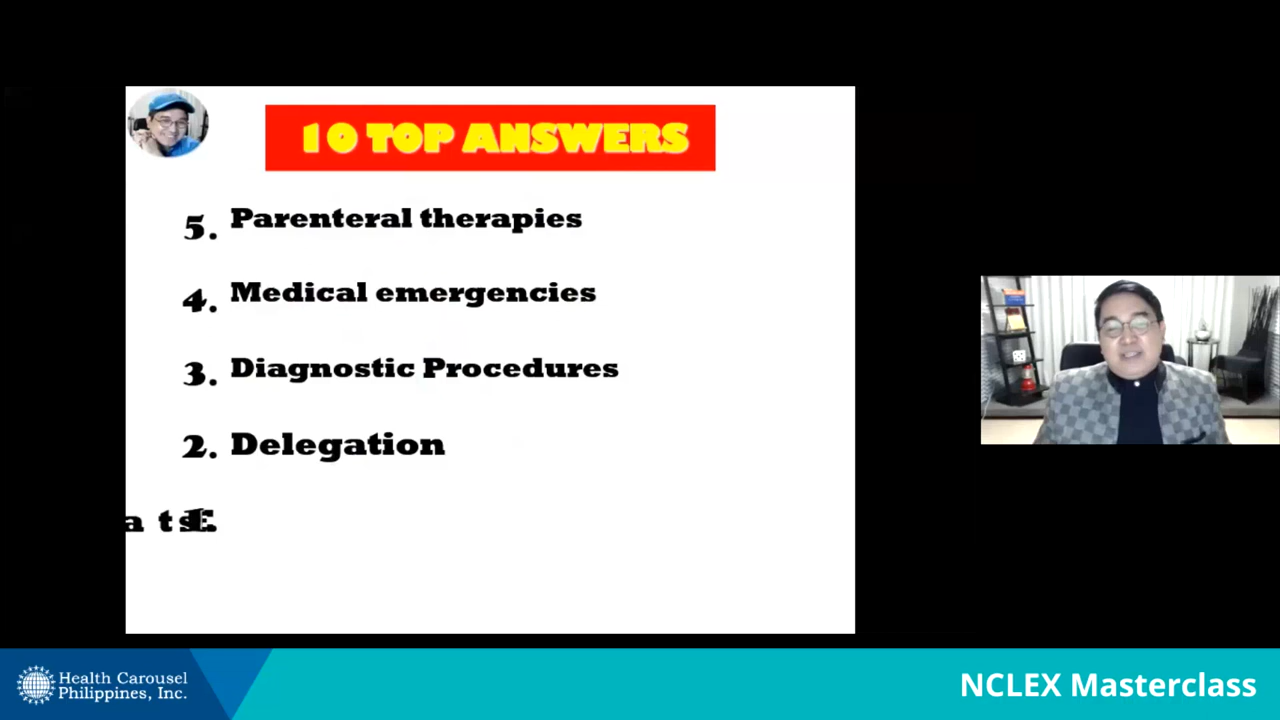 10 TOP ANSWERS
5. Parenteral therapies
4. Medical emergencies
3. Diagnostic Procedures
2. Delegation
Health Carousel
Philippines, Inc.
NCLEX Masterclass